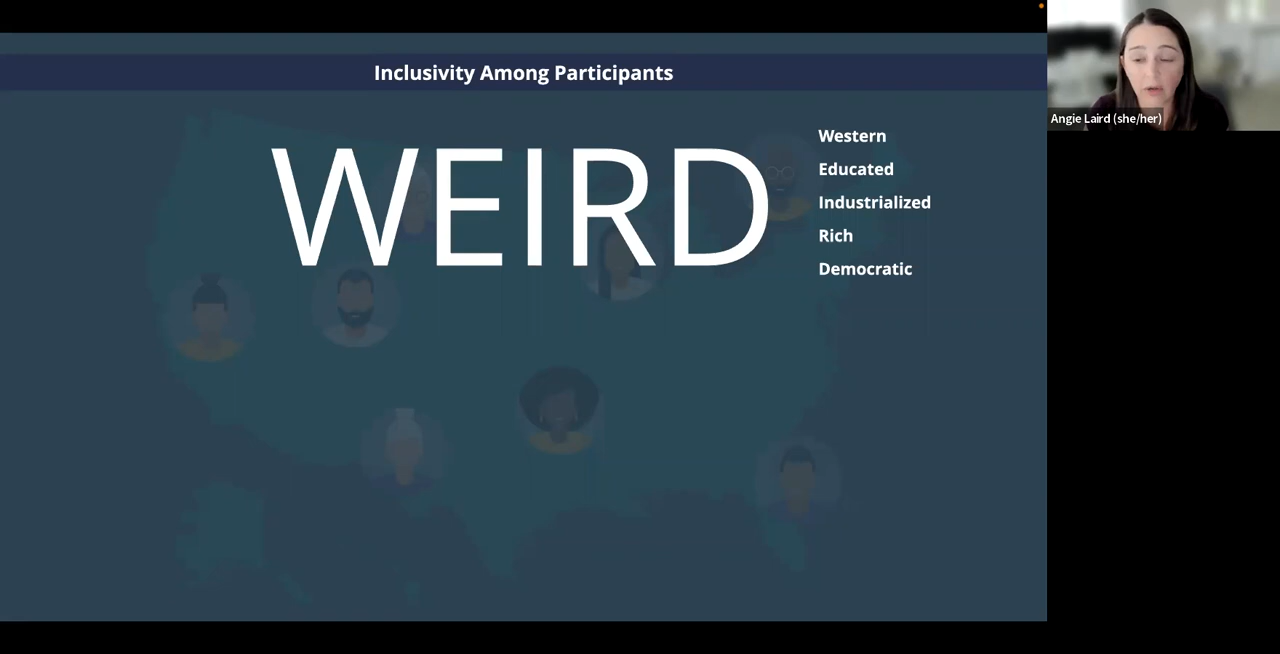 Inclusivity Among Participants
WEIRD
Western
Educated
Industrialized
Rich
Democratic
Angie Laird (she/her)